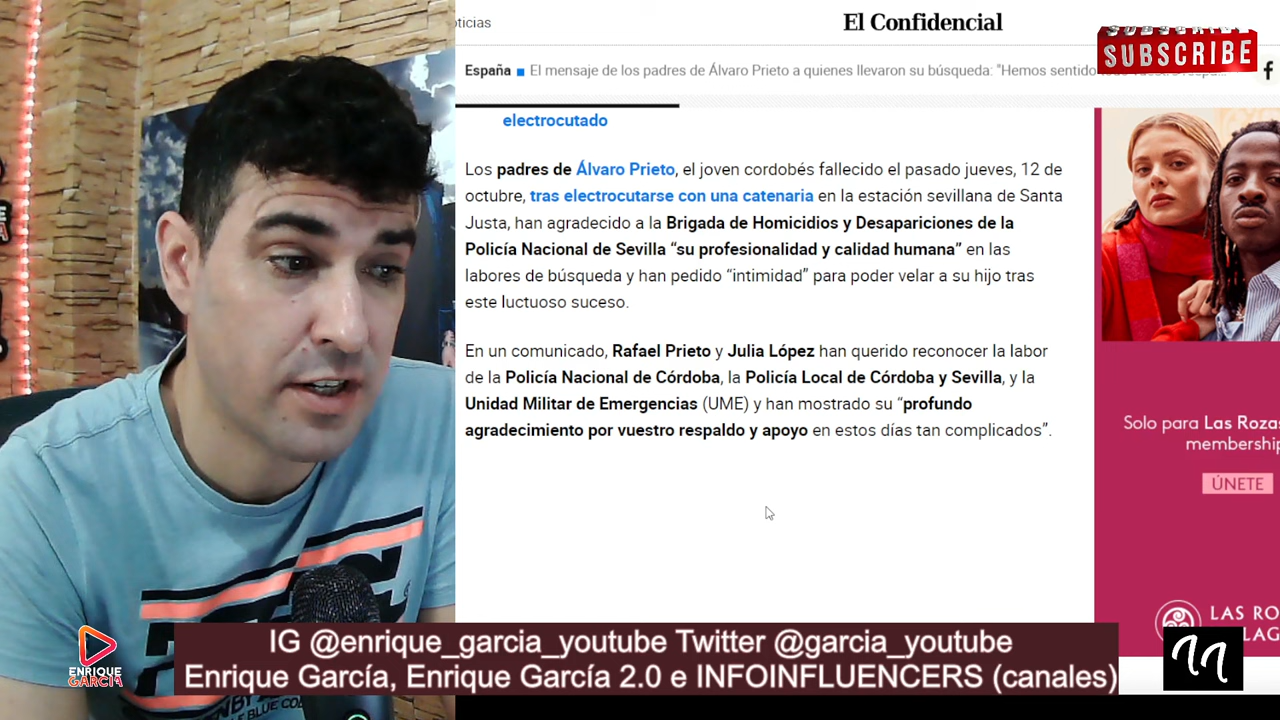 oticias
El Confidencial
SUBSCRIBE
España ■ El mensaje de los padres de Álvaro Prieto a quienes llevaron su búsqueda: "Hemos sentido
electrocutado
Los padres de Álvaro Prieto, el joven cordobés fallecido el pasado jueves, 12 de
octubre, tras electrocutarse con una catenaria en la estación sevillana de Santa
Justa, han agradecido a la Brigada de Homicidios y Desapariciones de la
Policía Nacional de Sevilla “su profesionalidad y calidad humana” en las
labores de búsqueda y han pedido “intimidad” para poder velar a su hijo tras
este luctuoso suceso.
En un comunicado, Rafael Prieto y Julia López han querido reconocer la labor
de la Policía Nacional de Córdoba, la Policía Local de Córdoba y Sevilla, y la
Unidad Militar de Emergencias (UME) y han mostrado su “profundo
agradecimiento por vuestro respaldo y apoyo en estos días tan complicados”.
Solo para Las Rozas
membership
ÚNETE
LAS RO
LAG
IG @enrique_garcia_youtube Twitter @garcia_youtube
Enrique García, Enrique García 2.0 e INFOINFLUENCERS (canales)
ENRIQUE
GARCÍA